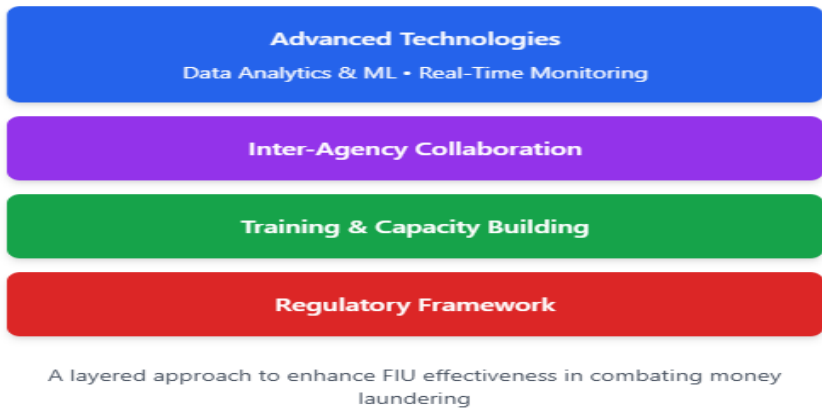 Advanced Technologies
Data Analytics & ML • Real-Time Monitoring
Inter-Agency Collaboration
Training & Capacity Building
Regulatory Framework
A layered approach to enhance FIU effectiveness in combating money
laundering